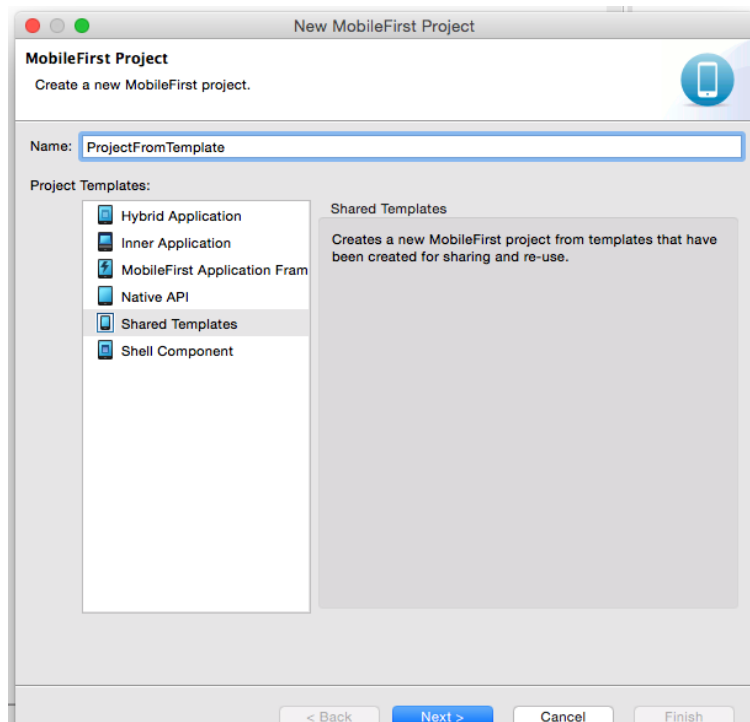 New MobileFirst Project
MobileFirst Project
Create a new MobileFirst project.
Name: ProjectFromTemplate
Project Templates:
Hybrid Application
Inner Application
MobileFirst Application Fram
Native API
Shared Templates
Shell Component
Shared Templates
Creates a new MobileFirst project from templates that have
been created for sharing and re-use.
< Back Next > Cancel Finish